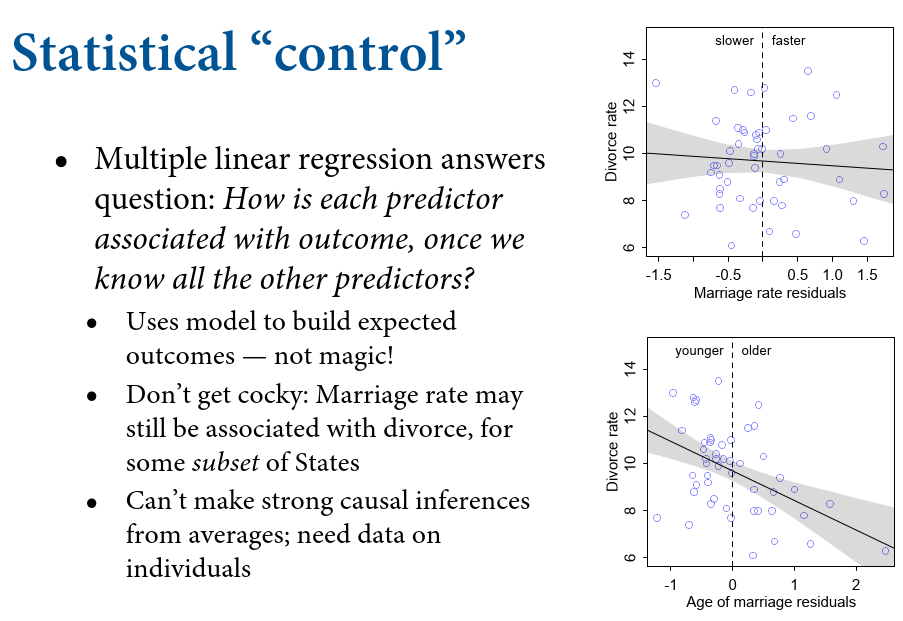 Statistical “control”
• Multiple linear regression answers
question: How is each predictor
associated with outcome, once we
know all the other predictors?
• Uses model to build expected
outcomes — not magic!
• Don’t get cocky: Marriage rate may
still be associated with divorce, for
some subset of States
• Can’t make strong causal inferences
from averages; need data on
individuals
slower faster
Divorce rate
14
12
10
8
6
-1.5 -0.5 0.5 1.0 1.5
Marriage rate residuals
younger older
Divorce rate
14
12
10
8
6
-1 0 1 2
Age of marriage residuals